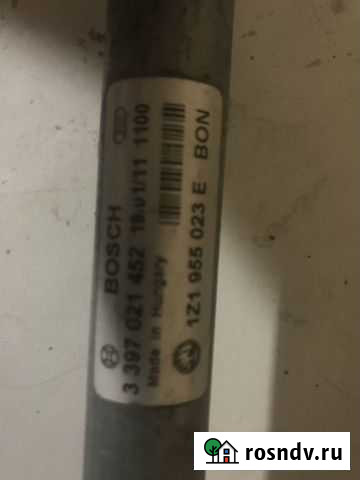 BOSCH
3 397 021 452 18.01/11 1100
Made in Hungary
1Z1 955 023 E BON
rosndv.ru